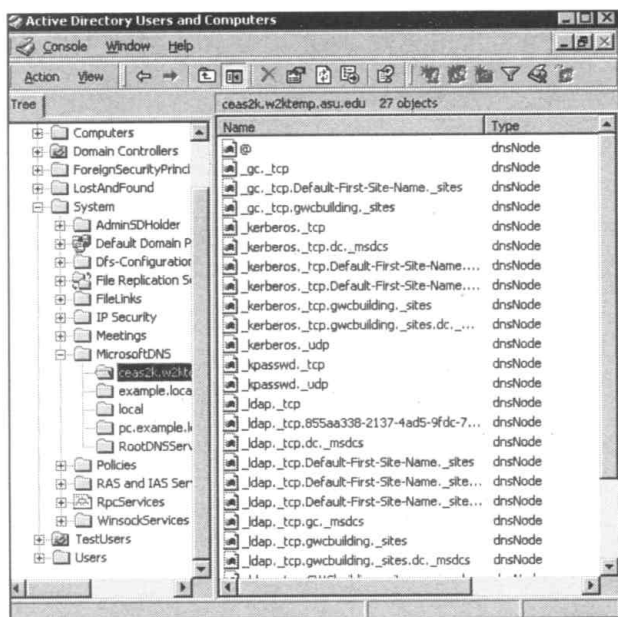 Active Directory Users and Computers
Console Window Help
Action View
Tree
ceas2k.w2ktemp.asu.edu 27 objects
Computers
Domain Controllers
ForeignSecurityPrinci
LostAndFound
System
AdminSDHolder
Default Domain P
Dfs-Configuration
File Replication S
FileLinks
IP Security
Meetings
MicrosoftDNS
ceas2k.w2kte
example.loca
local
pc.example.l
RootDNSServ
Policies
RAS and IAS Ser
RpcServices
WinsockServices
TestUsers
Users
Name Type
@ dnsNode
_gc._tcp dnsNode
_gc._tcp.Default-First-Site-Name._sites dnsNode
_gc._tcp.gwcbuilding._sites dnsNode
_kerberos._tcp dnsNode
_kerberos._tcp.dc._msdcs dnsNode
_kerberos._tcp.Default-First-Site-Name.... dnsNode
_kerberos._tcp.Default-First-Site-Name.... dnsNode
_kerberos._tcp.gwcbuilding._sites dnsNode
_kerberos._tcp.gwcbuilding._sites.dc._... dnsNode
_kerberos._udp dnsNode
_kpasswd._tcp dnsNode
_kpasswd._udp dnsNode
_ldap._tcp dnsNode
_ldap._tcp.855aa338-2137-4ad5-9fdc-7... dnsNode
_ldap._tcp.dc._msdcs dnsNode
_ldap._tcp.Default-First-Site-Name._sites dnsNode
_ldap._tcp.Default-First-Site-Name._site... dnsNode
_ldap._tcp.Default-First-Site-Name._site... dnsNode
_ldap._tcp.gc._msdcs dnsNode
_ldap._tcp.gwcbuilding._sites dnsNode
_ldap._tcp.gwcbuilding._sites.dc._msdcs dnsNode